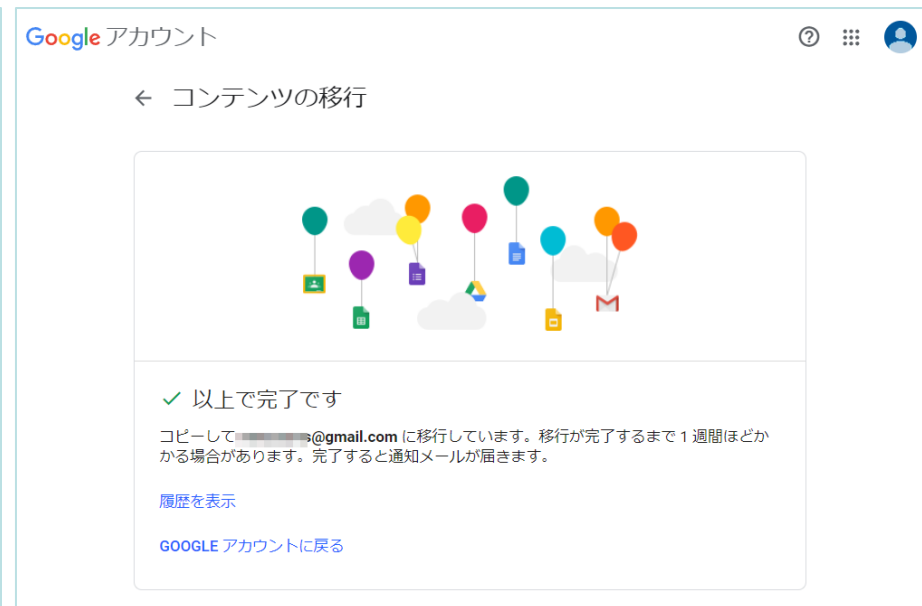 Google アカウント
コンテンツの移行
以上で完了です
コピーして s@gmail.com に移行しています。移行が完了するまで 1 週間ほどか
かる場合があります。完了すると通知メールが届きます。
履歴を表示
GOOGLE アカウントに戻る